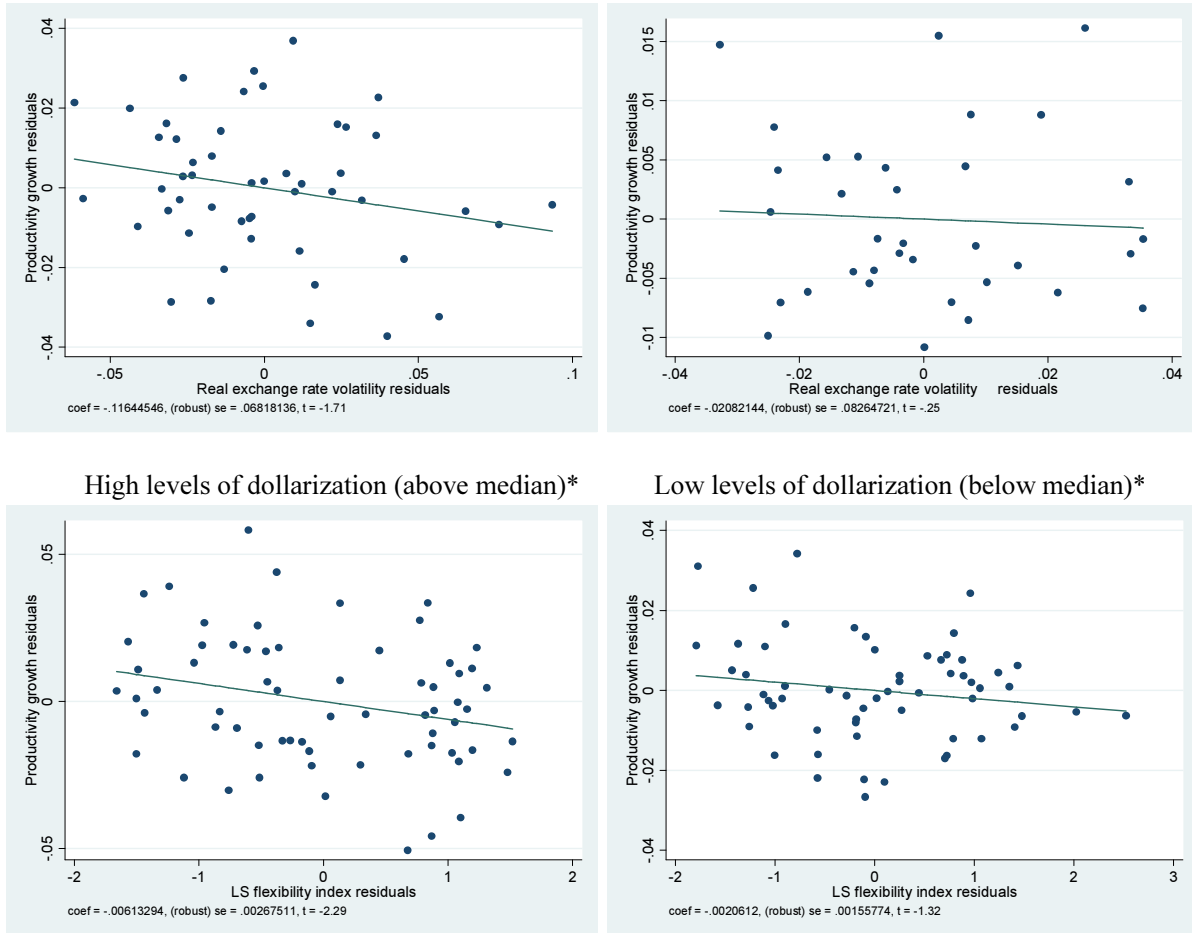 Productivity growth residuals
.04
.02
0
-.02
-.04
-.05
0
.05
.1
Real exchange rate volatility residuals
coef = -.11644546, (robust) se = .06818136, t = -1.71
Productivity growth residuals
.015
.01
.005
0
-.005
-.01
-.04
-.02
0
.02
.04
Real exchange rate volatility residuals
coef = -.02082144, (robust) se = .08264721, t = -.25
High levels of dollarization (above median)*
Low levels of dollarization (below median)*
Productivity growth residuals
.05
0
-.05
-2
-1
0
1
2
LS flexibility index residuals
coef = -.00613294, (robust) se = .00267511, t = -2.29
Productivity growth residuals
.04
.02
0
-.02
-.04
-2
-1
0
1
2
3
LS flexibility index residuals
coef = -.0020612, (robust) se = .00155774, t = -1.32